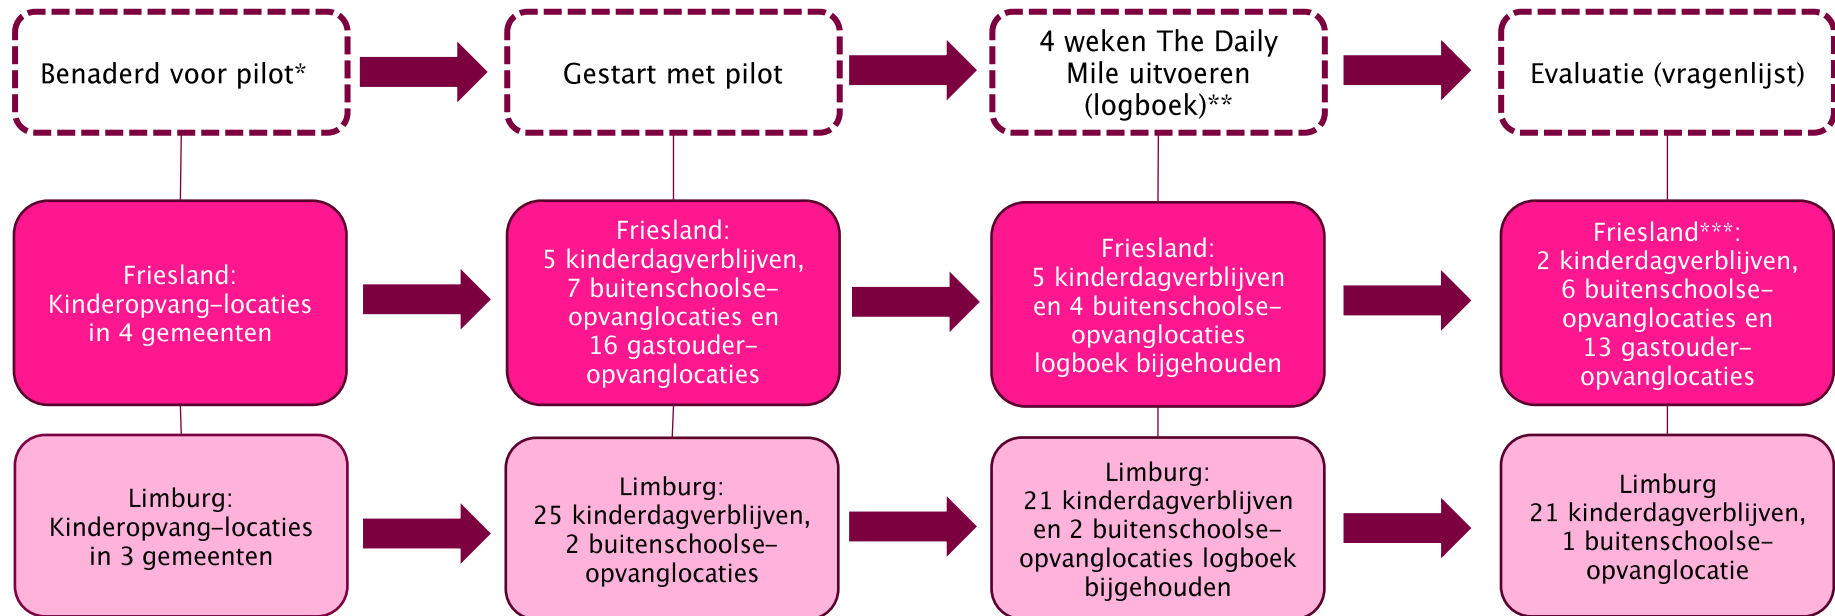 Benaderd voor pilot*
Gestart met pilot
4 weken The Daily
Mile uitvoeren
(logboek)**
Evaluatie (vragenlijst)
Friesland:
Kinderopvang-locaties
in 4 gemeenten
Friesland:
5 kinderdagverblijven,
7 buitenschoolse-
opvanglocaties en
16 gastouder-
opvanglocaties
Friesland:
5 kinderdagverblijven
en 4 buitenschoolse-
opvanglocaties
logboek bijgehouden
Friesland***:
2 kinderdagverblijven,
6 buitenschoolse-
opvanglocaties en
13 gastouder-
opvanglocaties
Limburg:
Kinderopvang-locaties
in 3 gemeenten
Limburg:
25 kinderdagverblijven,
2 buitenschoolse-
opvanglocaties
Limburg:
21 kinderdagverblijven
en 2 buitenschoolse-
opvanglocaties logboek
bijgehouden
Limburg
21 kinderdagverblijven,
1 buitenschoolse-
opvanglocatie